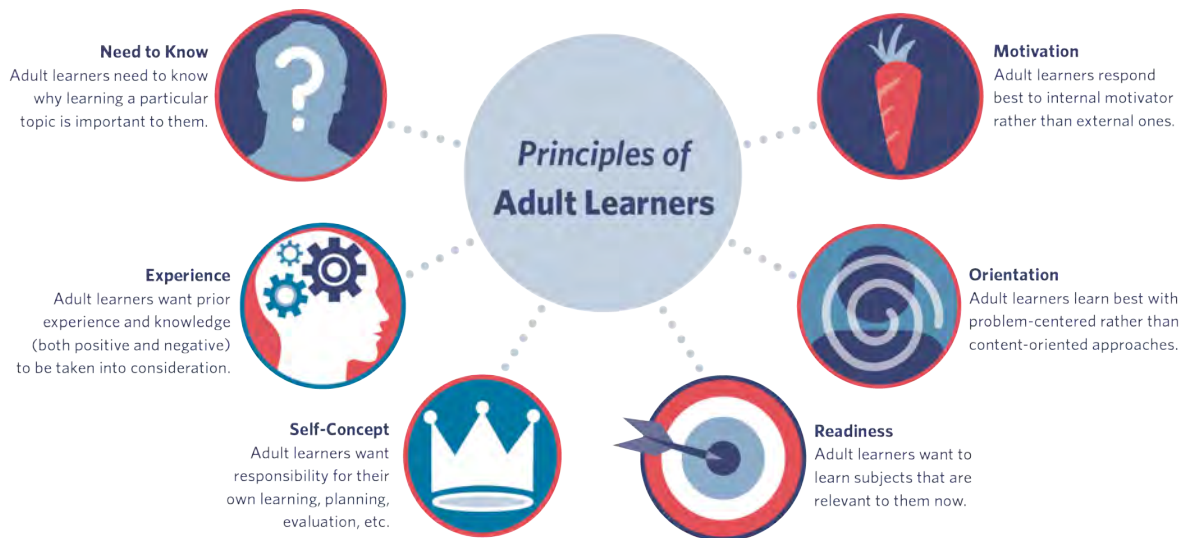 Principles of
Adult Learners
Need to Know
Adult learners need to know
why learning a particular
topic is important to them.
Experience
Adult learners want prior
experience and knowledge
(both positive and negative)
to be taken into consideration.
Self-Concept
Adult learners want
responsibility for their
own learning, planning,
evaluation, etc.
Readiness
Adult learners want to
learn subjects that are
relevant to them now.
Orientation
Adult learners learn best with
problem-centered rather than
content-oriented approaches.
Motivation
Adult learners respond
best to internal motivator
rather than external ones.
?